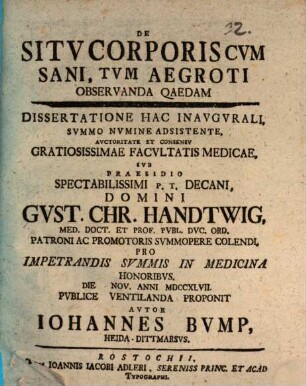 32.
DE
SITV CORPORIS CVM
SANI, TVM AEGROTI
OBSERVANDA QAEDAM
DISSERTATIONE HAC INAVGVRALI,
SVMMO NVMINE ADSISTENTE,
AVCTORITATE ET CONSENSV
GRATIOSISSIMAE FACVLTATIS MEDICAE,
SVB
PRAESIDIO
SPECTABILISSIMI P. T. DECANI,
DOMINI
GVST. CHR. HANDTWIG,
MED. DOCT. ET PROF. PVBL. DVC. ORD.
PATRONI AC PROMOTORIS SVMMOPERE COLENDI,
PRO
IMPETRANDIS SVMMIS IN MEDICINA
HONORIBVS.
DIE NOV. ANNI MDCCXLVII.
PVBLICE VENTILANDA PROPONIT
AVTOR
IOHANNES BVMP,
HEIDA-DITTMARSVS.
ROSTOCHII,
IOANNIS IACOBI ADLERI, SERENISS PRINC. ET ACAD
TYPOGRAPHI.